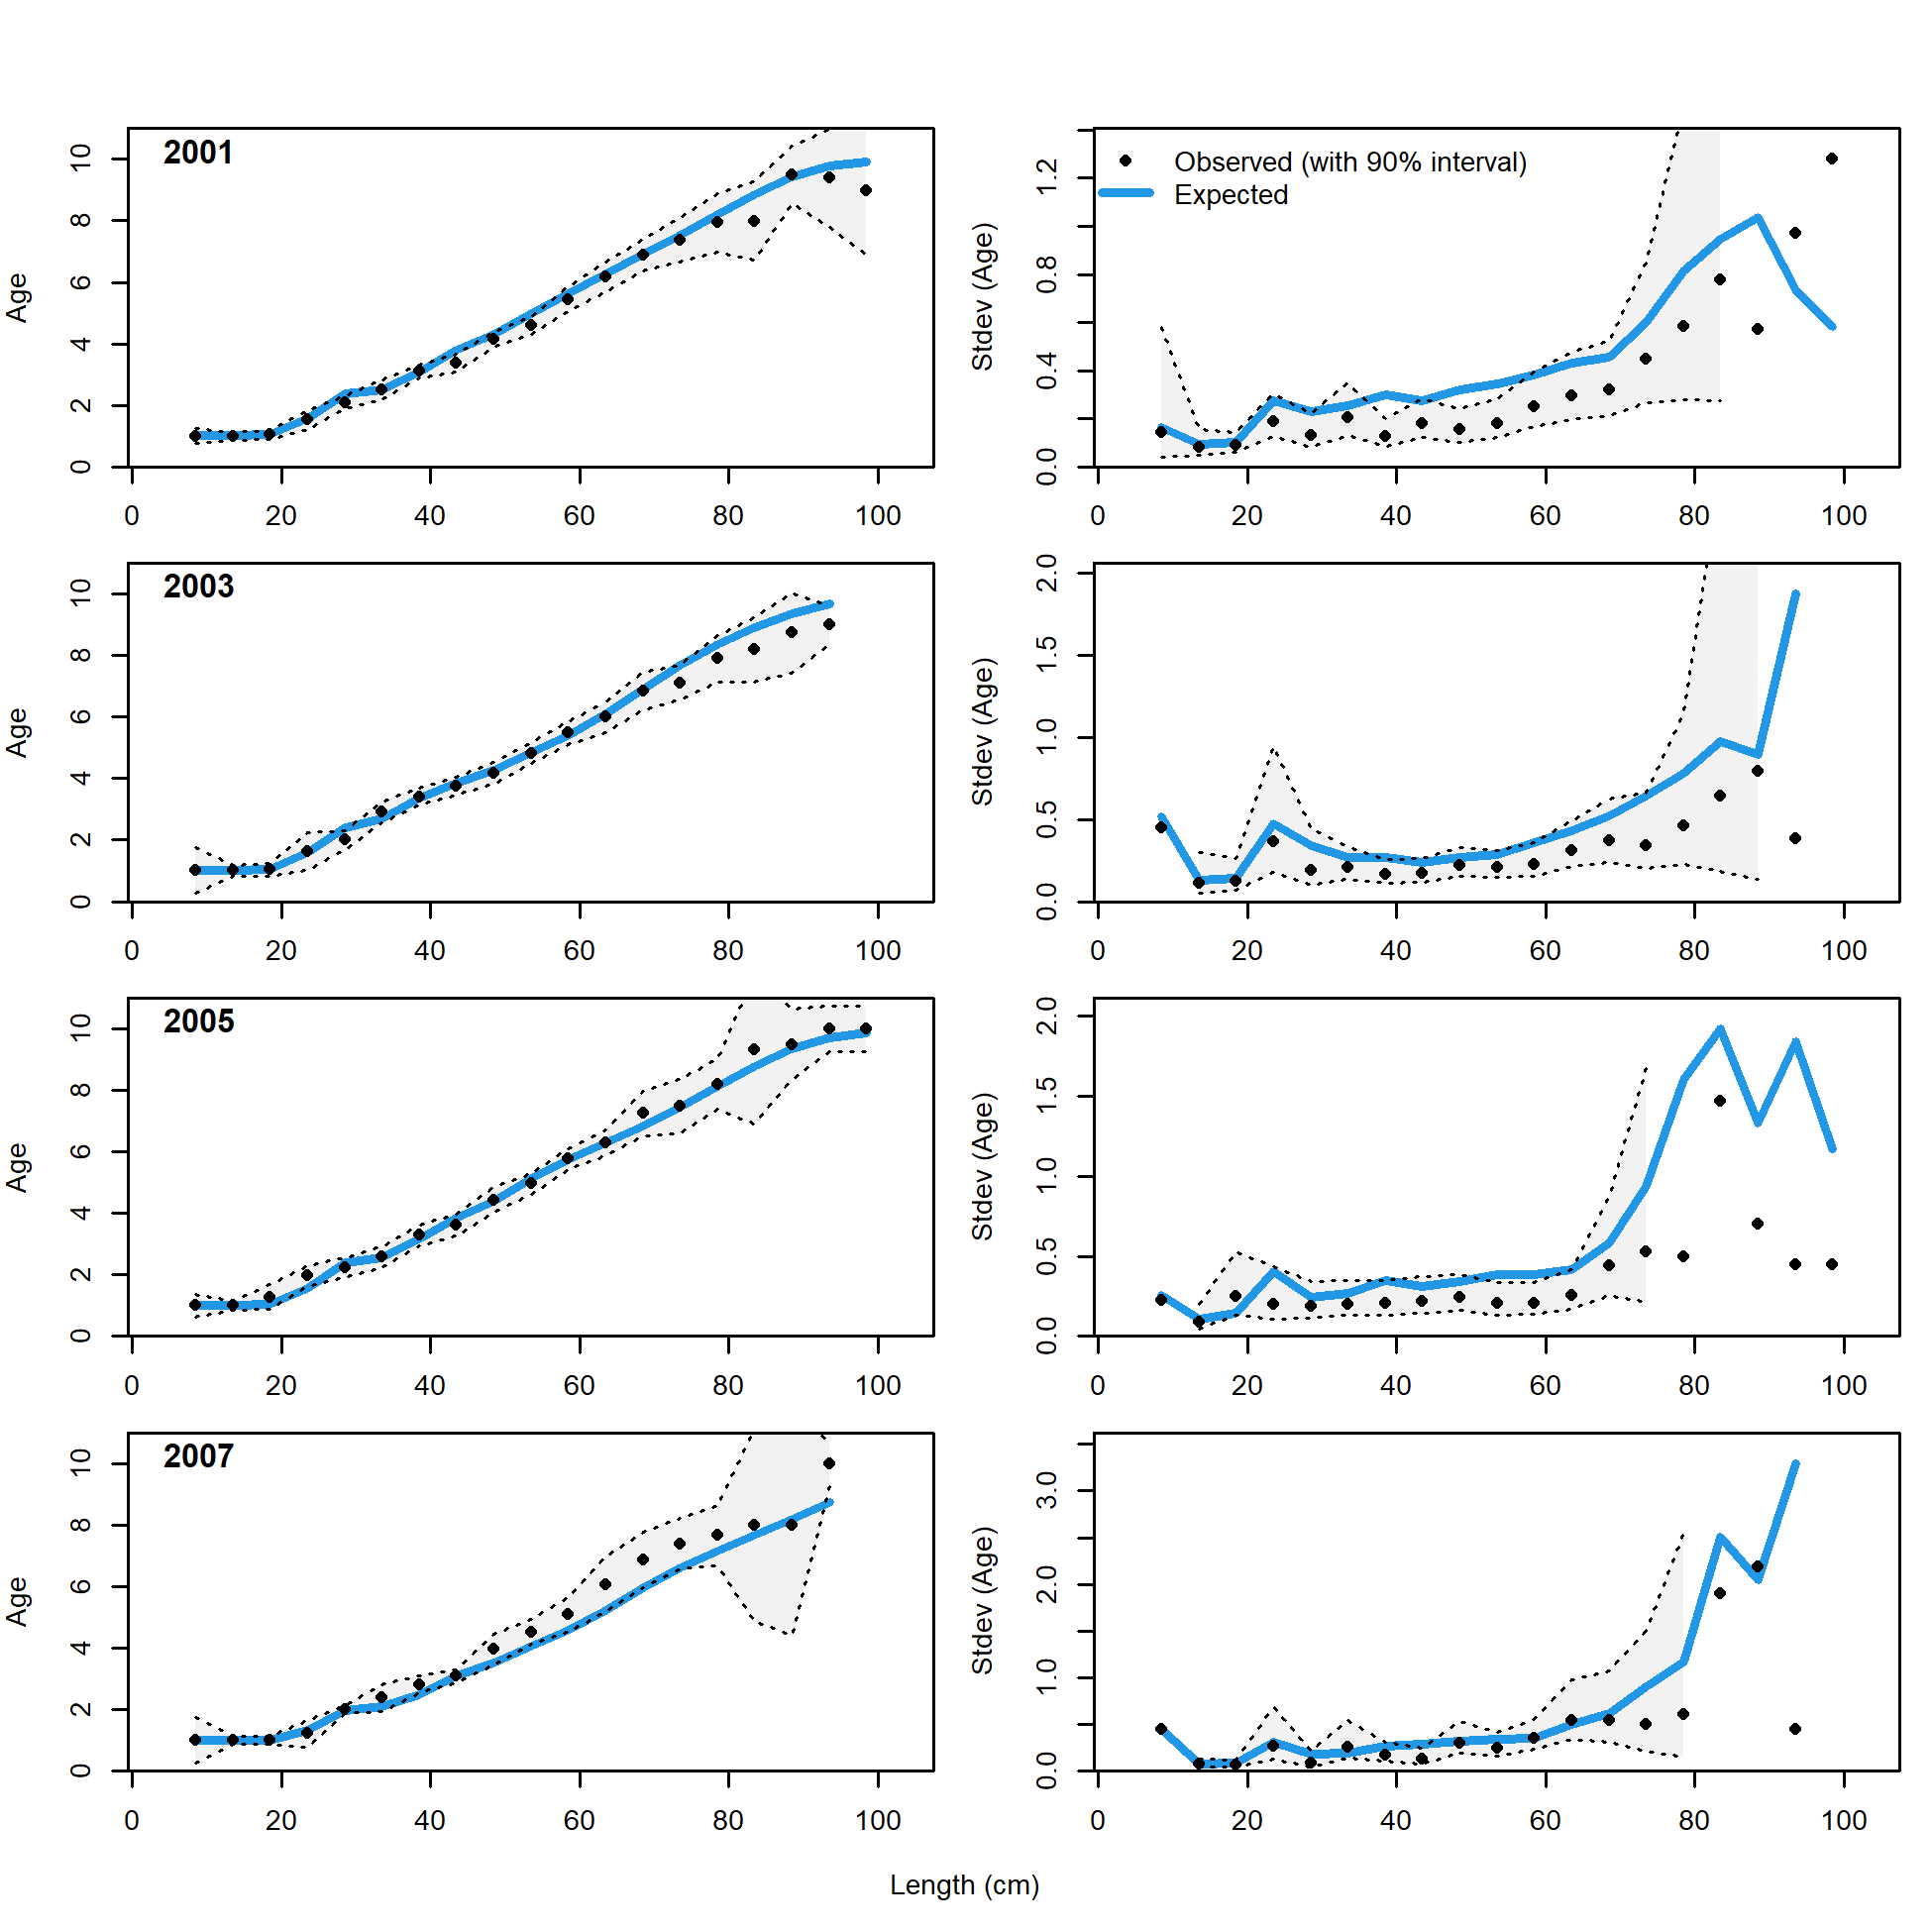 2001
Age
0 2 4 6 8 10
0 20 40 60 80 100
Observed (with 90% interval)
Expected
Stdev (Age)
0.0 0.4 0.8 1.2
0 20 40 60 80 100
2003
Age
0 2 4 6 8 10
0 20 40 60 80 100
Stdev (Age)
0.0 0.5 1.0 1.5 2.0
0 20 40 60 80 100
2005
Age
0 2 4 6 8 10
0 20 40 60 80 100
Stdev (Age)
0.0 0.5 1.0 1.5 2.0
0 20 40 60 80 100
2007
Age
0 2 4 6 8 10
0 20 40 60 80 100
Stdev (Age)
0.0 1.0 2.0 3.0
0 20 40 60 80 100
Length (cm)